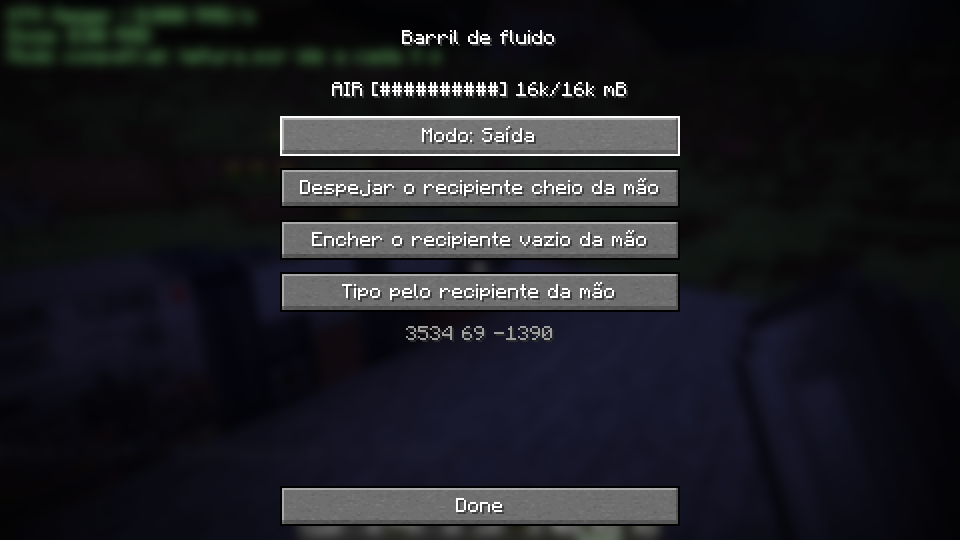 Barril de fluido
AIR [##########] 16k/16k mB
Modo: Saída
Despejar o recipiente cheio da mão
Encher o recipiente vazio da mão
Tipo pelo recipiente da mão
3534 69 -1390
Done